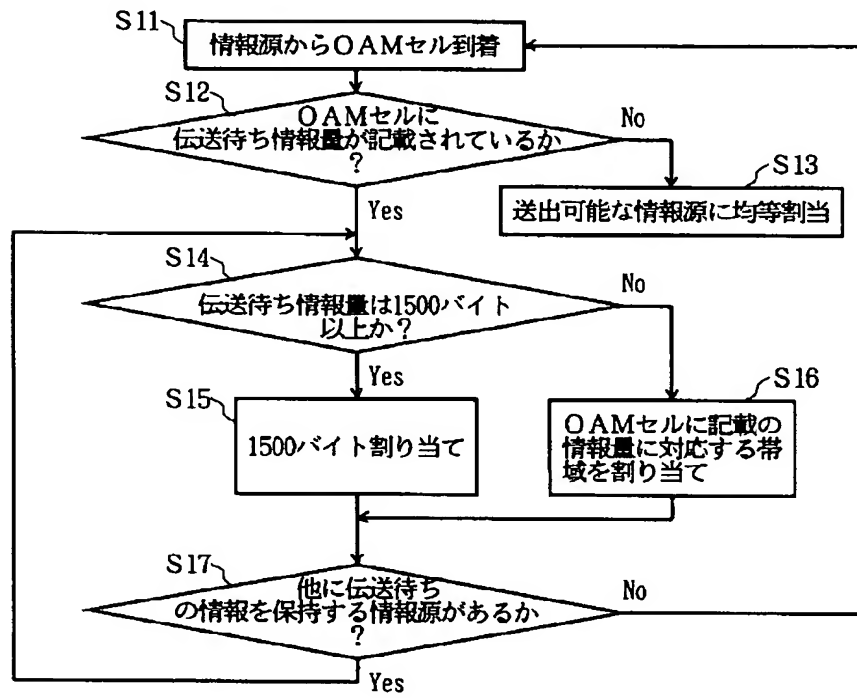 S11
情報源からOAMセル到着
S12
OAMセルに
伝送待ち情報量が記載されているか
?
No
S13
送出可能な情報源に均等割当
Yes
S14
伝送待ち情報量は1500バイト
以上か?
No
Yes
S15
1500バイト割り当て
S16
OAMセルに記載の
情報量に対応する帯
域を割り当て
S17
他に伝送待ち
の情報を保持する情報源があるか
?
No
Yes